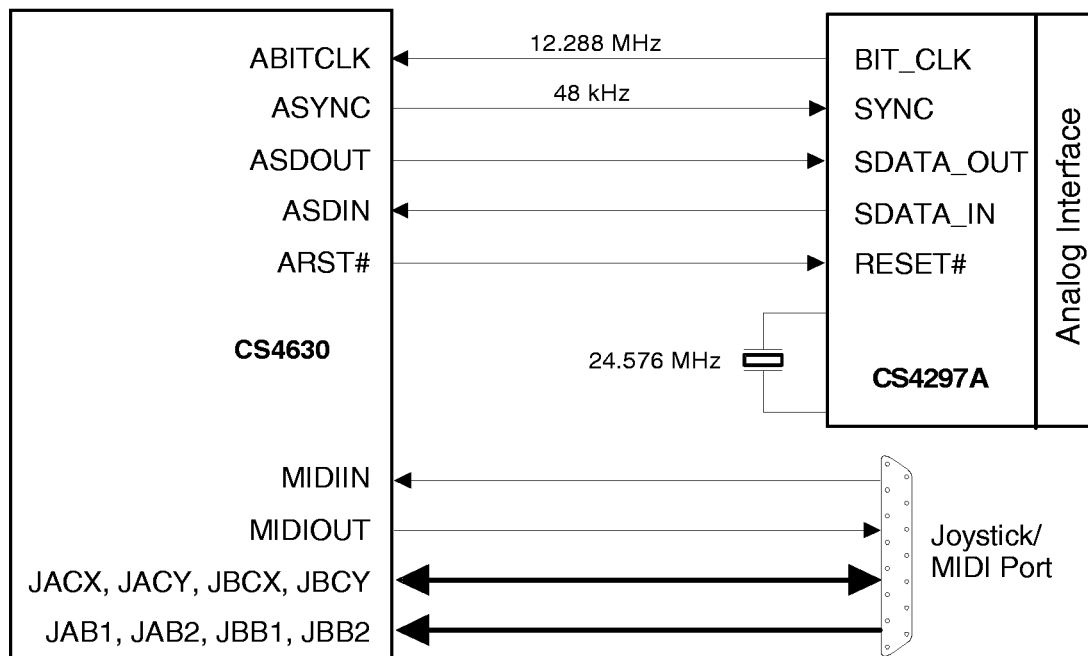 ABITCLK
12.288 MHz
BIT_CLK
ASYNC
48 kHz
SYNC
ASDOUT
SDATA_OUT
ASDIN
SDATA_IN
ARST#
RESET#
Analog Interface
CS4630
24.576 MHz
CS4297A
MIDIIN
MIDIOUT
Joystick/
MIDI Port
JACX, JACY, JBCX, JBCY
JAB1, JAB2, JBB1, JBB2